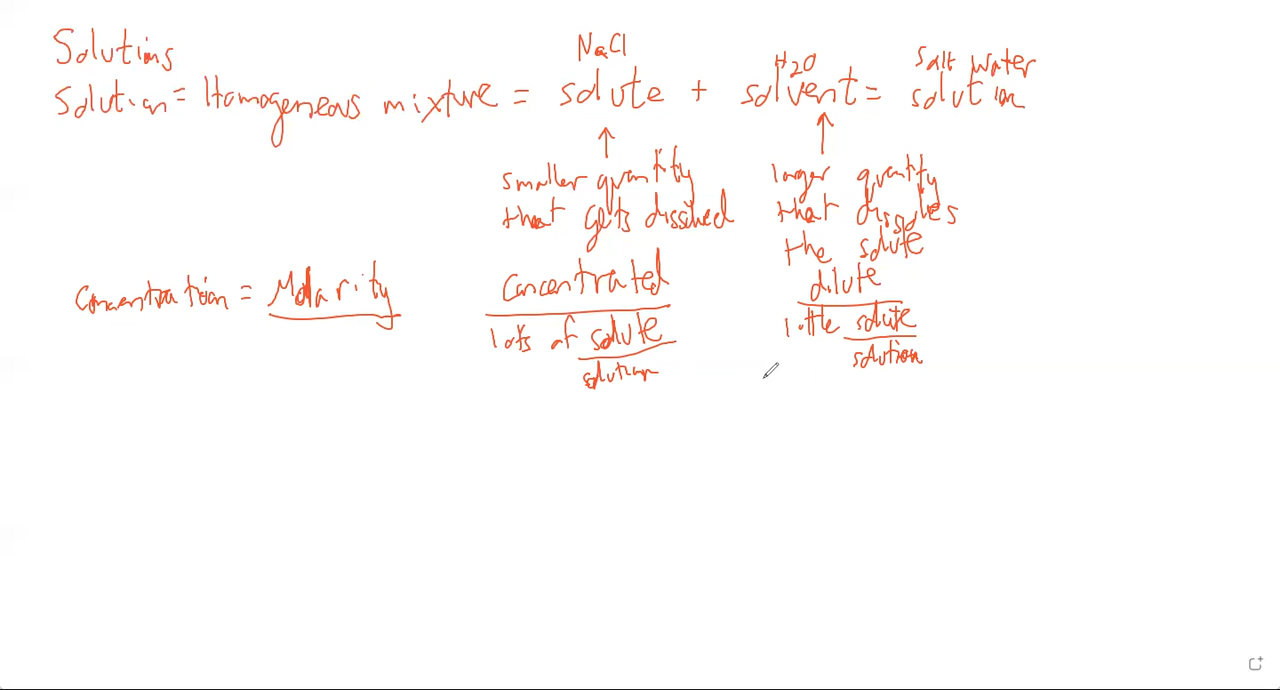 Solutions
NaCl H2O Salt water
Solution = Homogeneous mixture = solute + solvent = solution
↑ ↑
smaller quantity
that gets dissolved
larger quantity
that dissolves
the solute
Concentration = Molarity
Concentrated
lots of solute
solution
dilute
little solute
solution